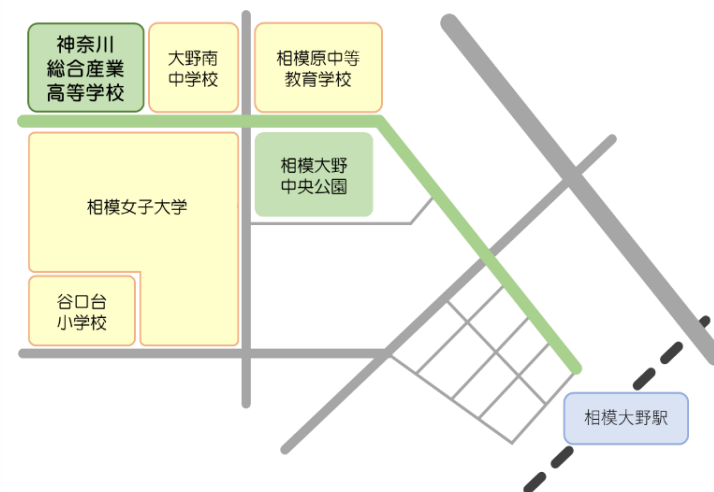 神奈川
総合産業
高等学校
大野南
中学校
相模原中等
教育学校
相模大野
中央公園
相模女子大学
谷口台
小学校
相模大野駅